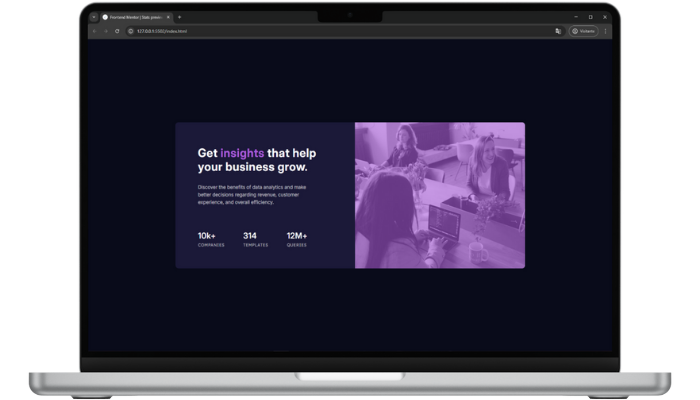 Frontend Mentor | Stats preview
127.0.0.1:5500/index.html
Visitante
Get insights that help
your business grow.
Discover the benefits of data analytics and make
better decisions regarding revenue, customer
experience, and overall efficiency.
10k+ 314 12M+
COMPANIES TEMPLATES QUERIES